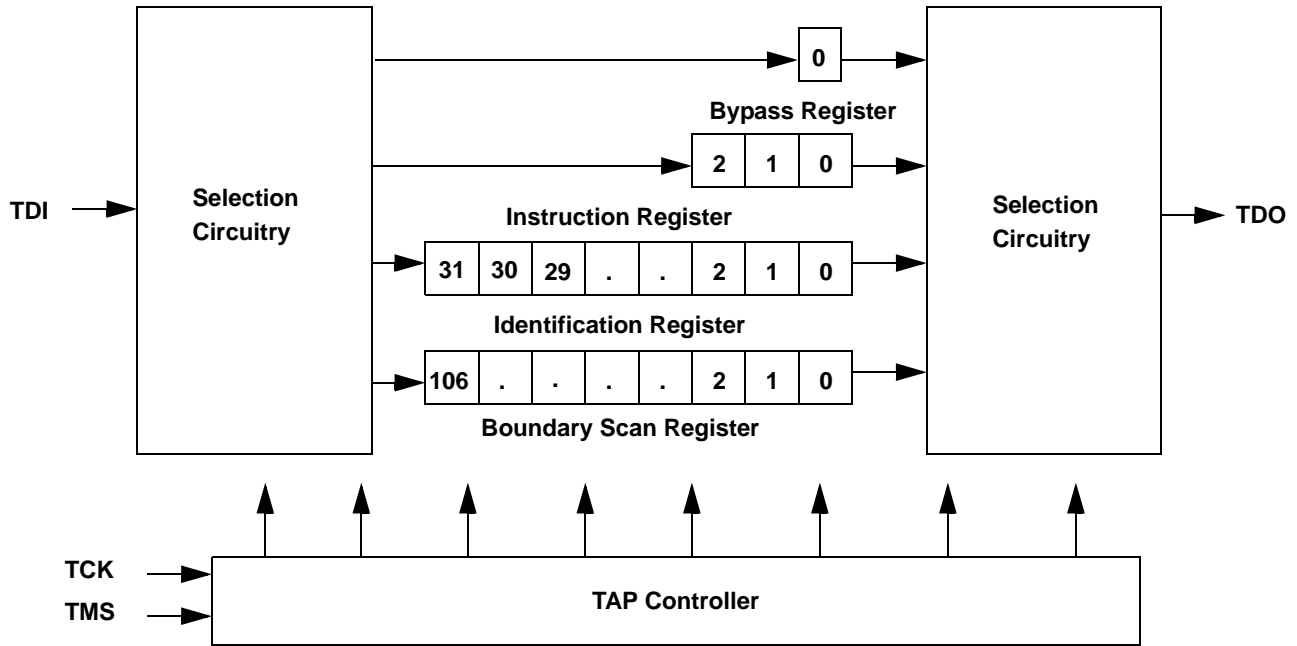 0
Bypass Register
2 1 0
Instruction Register
TDI
Selection
Circuitry
31 30 29 . . 2 1 0
Identification Register
106 . . . . 2 1 0
Boundary Scan Register
Selection
Circuitry
TDO
TCK
TMS
TAP Controller